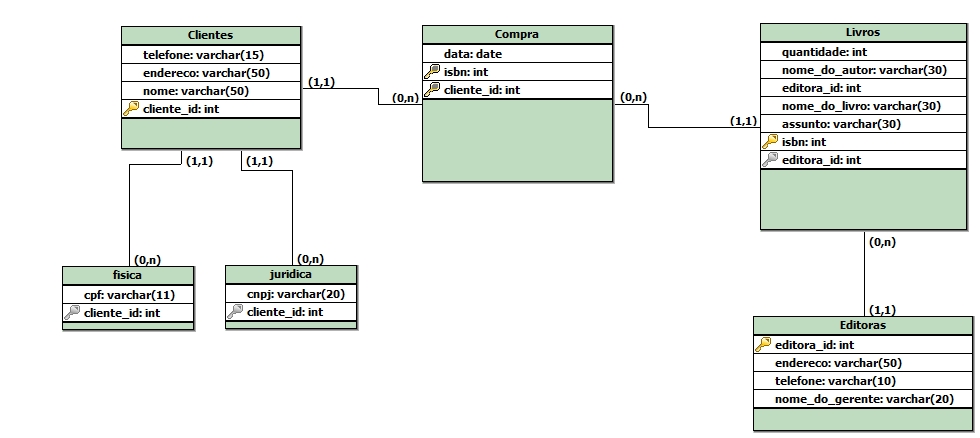 Clientes
telefone: varchar(15)
endereco: varchar(50)
nome: varchar(50)
cliente_id: int
(1,1)
(0,n)
Compra
data: date
isbn: int
cliente_id: int
(0,n)
(1,1)
Livros
quantidade: int
nome_do_autor: varchar(30)
editora_id: int
nome_do_livro: varchar(30)
assunto: varchar(30)
isbn: int
editora_id: int
(1,1)
(1,1)
(0,n)
(0,n)
fisica
cpf: varchar(11)
cliente_id: int
juridica
cnpj: varchar(20)
cliente_id: int
(0,n)
(1,1)
Editoras
editora_id: int
endereco: varchar(50)
telefone: varchar(10)
nome_do_gerente: varchar(20)